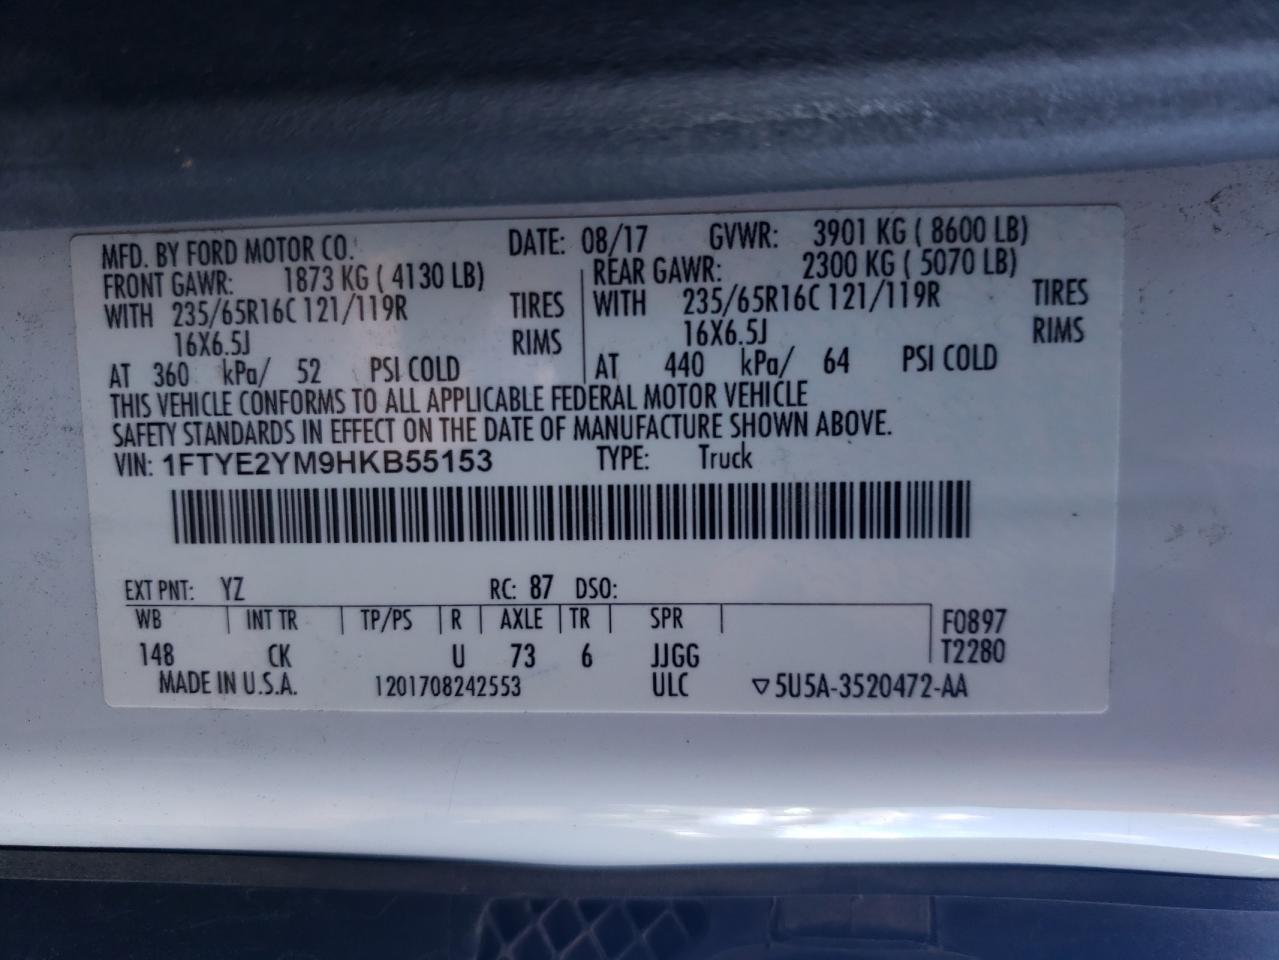 MFD. BY FORD MOTOR CO. DATE: 08/17 GVWR: 3901 KG ( 8600 LB)
FRONT GAWR: 1873 KG ( 4130 LB) REAR GAWR: 2300 KG ( 5070 LB)
WITH 235/65R16C 121/119R TIRES WITH 235/65R16C 121/119R TIRES
16X6.5J RIMS 16X6.5J RIMS
AT 360 kPa/ 52 PSI COLD AT 440 kPa/ 64 PSI COLD
THIS VEHICLE CONFORMS TO ALL APPLICABLE FEDERAL MOTOR VEHICLE
SAFETY STANDARDS IN EFFECT ON THE DATE OF MANUFACTURE SHOWN ABOVE.
VIN: 1FTYE2YM9HKB55153 TYPE: Truck
EXT PNT: YZ RC: 87 DSO:
WB INT TR TP/PS R AXLE TR SPR F0897
148 CK U 73 6 JJGG T2280
MADE IN U.S.A. 1201708242553 ULC ▽5U5A-3520472-AA